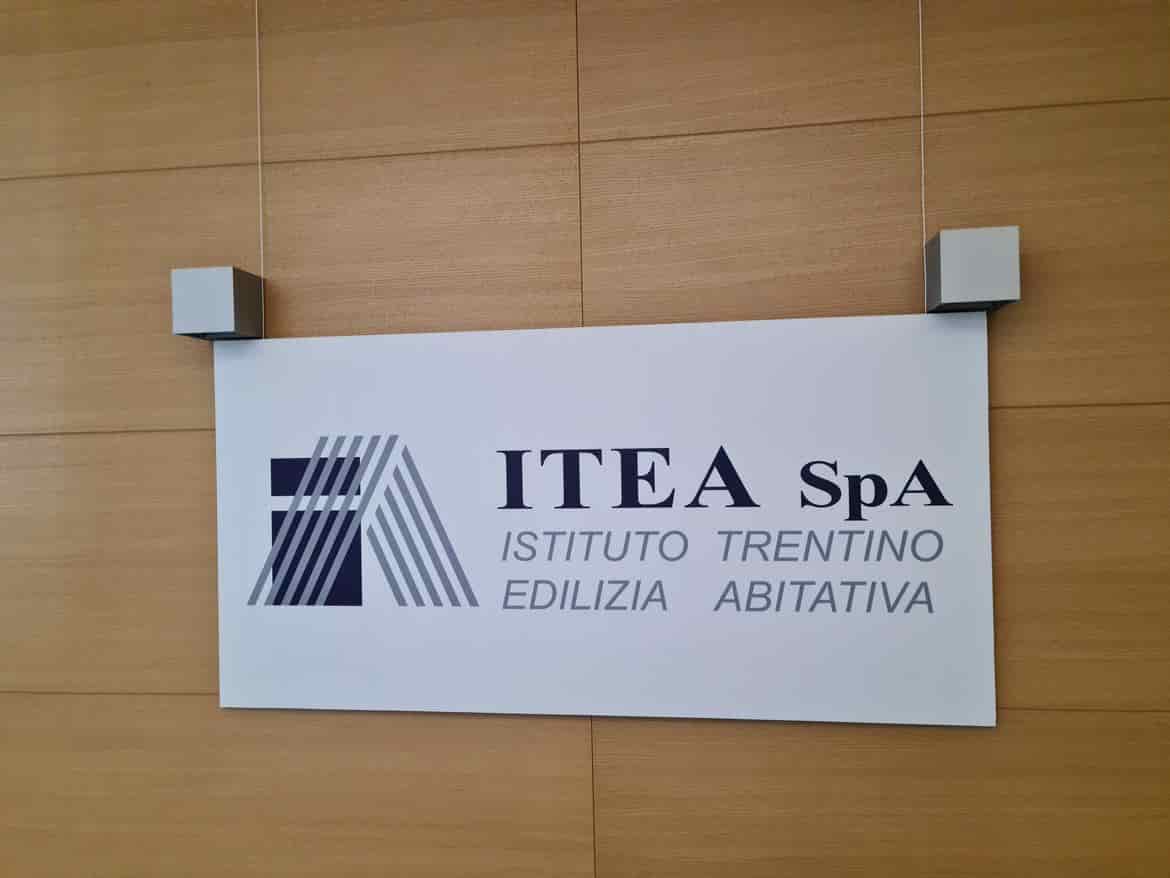 ITEA SpA
ISTITUTO TRENTINO
EDILIZIA ABITATIVA